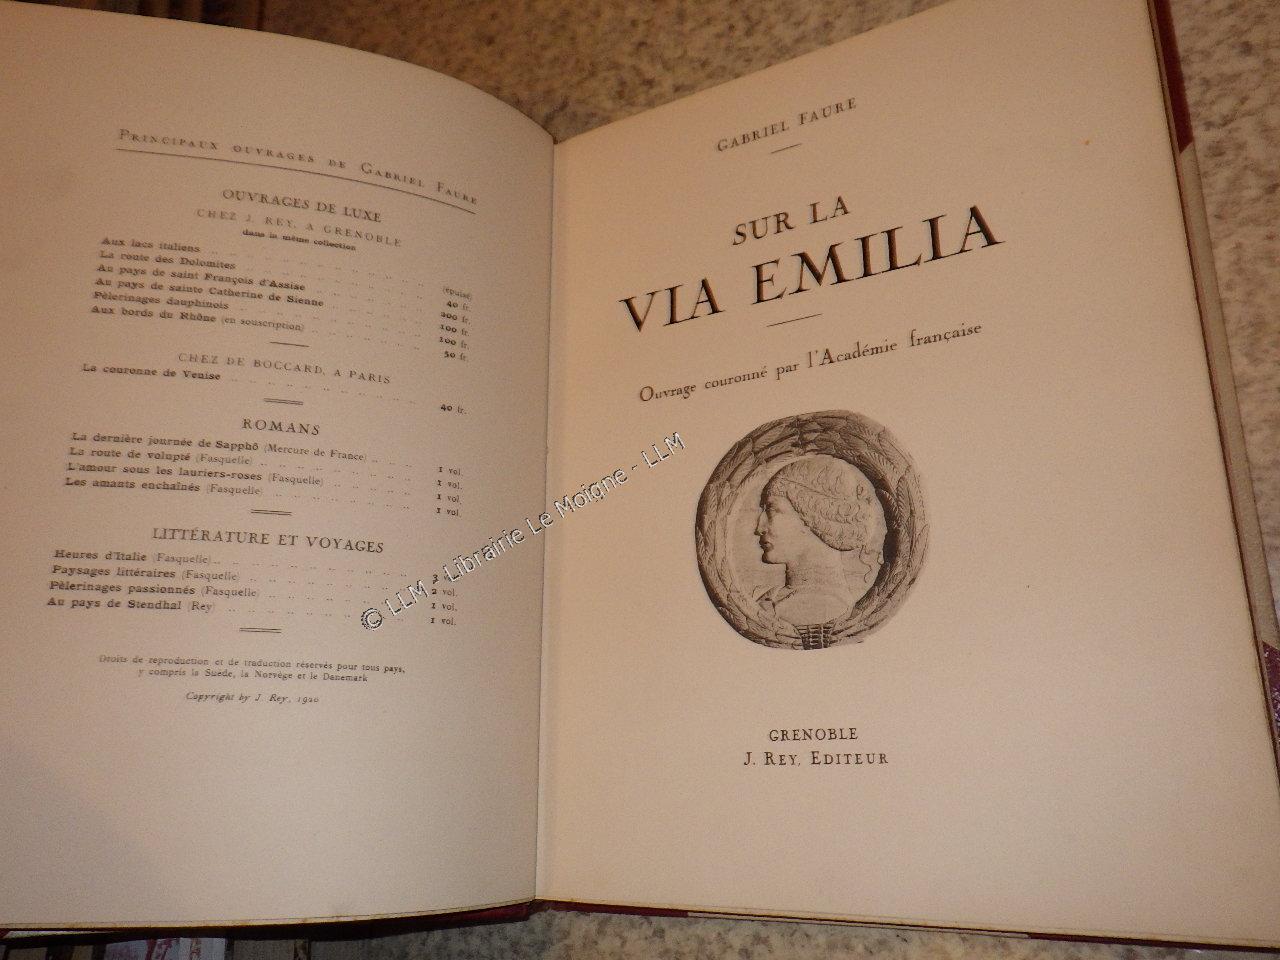 PRINCIPAUX OUVRAGES DE GABRIEL FAURE
OUVRAGES DE LUXE
CHEZ J. REY, A GRENOBLE
dans la même collection
Aux lacs italiens .. .. (épuisé)
La route des Dolomites .. .. 40 fr.
Au pays de saint François d'Assise .. .. 200 fr.
Au pays de sainte Catherine de Sienne .. .. 100 fr.
Pèlerinages dauphinois .. .. 100 fr.
Aux bords du Rhône (en souscription) .. .. 50 fr.
CHEZ DE BOCCARD, A PARIS
La couronne de Venise .. .. 40 fr.
ROMANS
La dernière journée de Sapphô (Mercure de France) .. .. 1 vol.
La route de volupté (Fasquelle) .. .. 1 vol.
L'amour sous les lauriers-roses (Fasquelle) .. .. 1 vol.
Les amants enchaînés (Fasquelle) .. .. 1 vol.
LITTÉRATURE ET VOYAGES
Heures d'Italie (Fasquelle) .. .. 3
Paysages littéraires (Fasquelle) .. .. 2 vol.
Pèlerinages passionnés (Fasquelle) .. .. 1 vol.
Au pays de Stendhal (Rey) .. .. 1 vol.
Droits de reproduction et de traduction réservés pour tous pays,
y compris la Suède, la Norvège et le Danemark
Copyright by J. Rey, 1920
GABRIEL FAURE
SUR LA
VIA EMILIA
Ouvrage couronné par l'Académie française
GRENOBLE
J. REY, EDITEUR
© LLM - Librairie Le Moigne - LLM